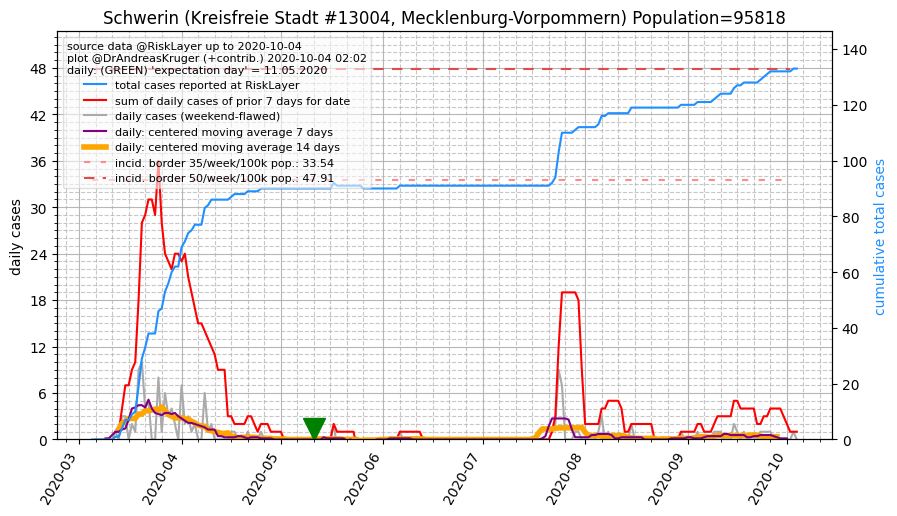 Schwerin (Kreisfreie Stadt #13004, Mecklenburg-Vorpommern) Population=95818
source data @RiskLayer up to 2020-10-04
plot @DrAndreasKruger (+contrib.) 2020-10-04 02:02
daily: (GREEN) 'expectation day' = 11.05.2020
total cases reported at RiskLayer
sum of daily cases of prior 7 days for date
daily cases (weekend-flawed)
daily: centered moving average 7 days
daily: centered moving average 14 days
incid. border 35/week/100k pop.: 33.54
incid. border 50/week/100k pop.: 47.91
daily cases
48
42
36
30
24
18
12
6
0
140
120
100
80
60
40
20
0
cumulative total cases
2020-03
2020-04
2020-05
2020-06
2020-07
2020-08
2020-09
2020-10